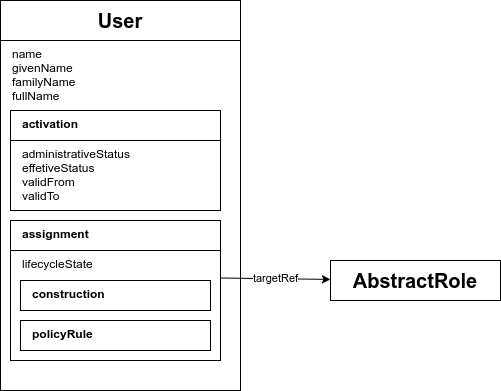 User
name
givenName
familyName
fullName
activation
administrativeStatus
effetiveStatus
validFrom
validTo
assignment
lifecycleState
targetRef
AbstractRole
construction
policyRule